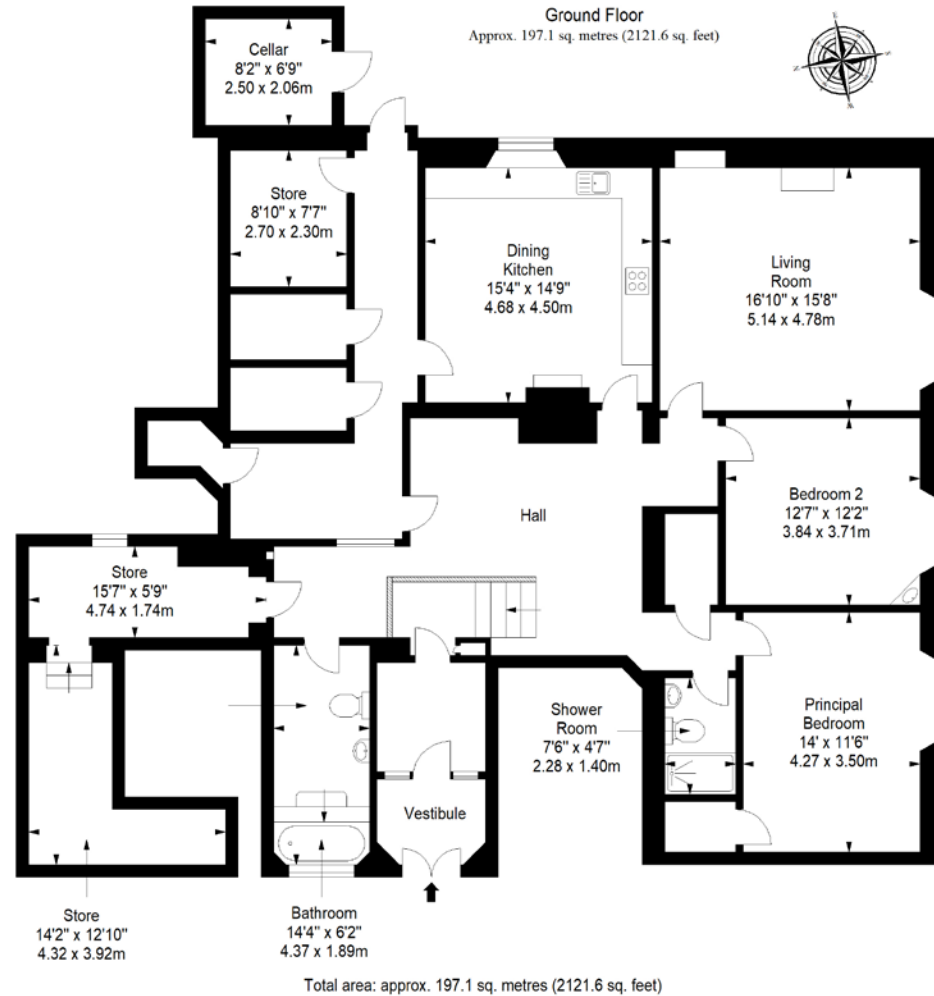 Ground Floor
Approx. 197.1 sq. metres (2121.6 sq. feet)
Cellar
8'2" x 6'9"
2.50 x 2.06m
Store
8'10" x 7'7"
2.70 x 2.30m
Dining
Kitchen
15'4" x 14'9"
4.68 x 4.50m
Living
Room
16'10" x 15'8"
5.14 x 4.78m
Bedroom 2
12'7" x 12'2"
3.84 x 3.71m
Hall
Store
15'7" x 5'9"
4.74 x 1.74m
Shower
Room
7'6" x 4'7"
2.28 x 1.40m
Principal
Bedroom
14' x 11'6"
4.27 x 3.50m
Vestibule
Store
14'2" x 12'10"
4.32 x 3.92m
Bathroom
14'4" x 6'2"
4.37 x 1.89m
Total area: approx. 197.1 sq. metres (2121.6 sq. feet)